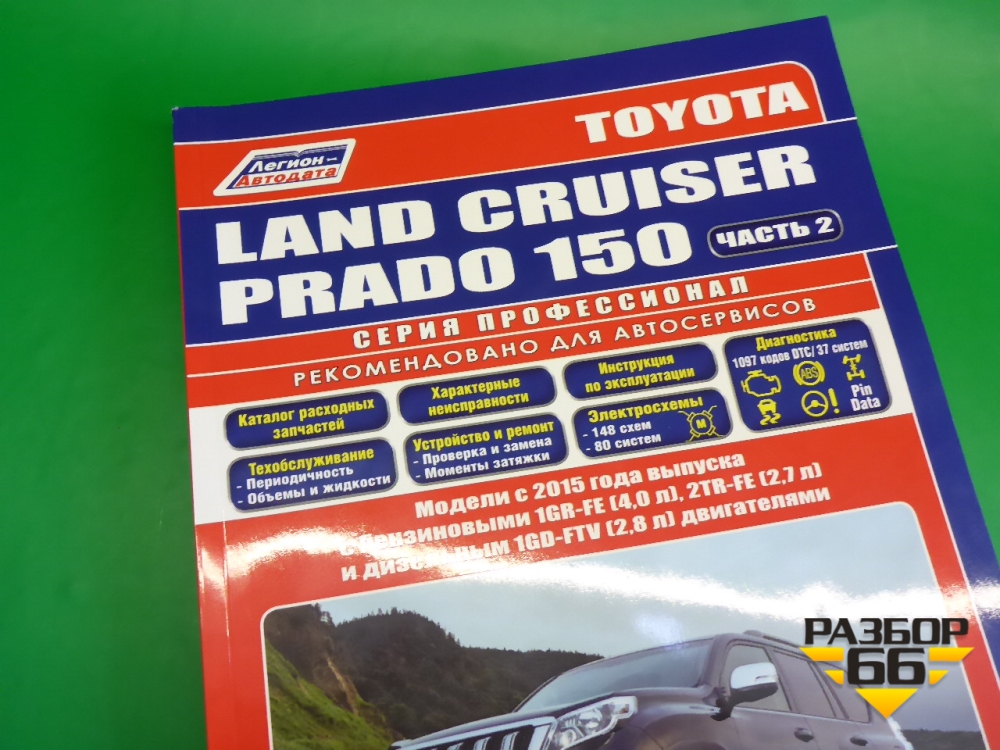 TOYOTA
Легион-
Автодата
LAND CRUISER
PRADO 150
ЧАСТЬ 2
СЕРИЯ ПРОФЕССИОНАЛ
РЕКОМЕНДОВАНО ДЛЯ АВТОСЕРВИСОВ
Каталог расходных
запчастей
Характерные
неисправности
Инструкция
по эксплуатации
Диагностика
1097 кодов DTC/ 37 систем
ABS
Pin
Data
Техобслуживание
- Периодичность
- Объемы и жидкости
Устройство и ремонт
- Проверка и замена
- Моменты затяжки
Электросхемы
- 148 схем
- 80 систем
М
Модели с 2015 года выпуска
с бензиновыми 1GR-FE (4,0 л), 2TR-FE (2,7 л)
и дизельным 1GD-FTV (2,8 л) двигателями
РАЗБОР
66